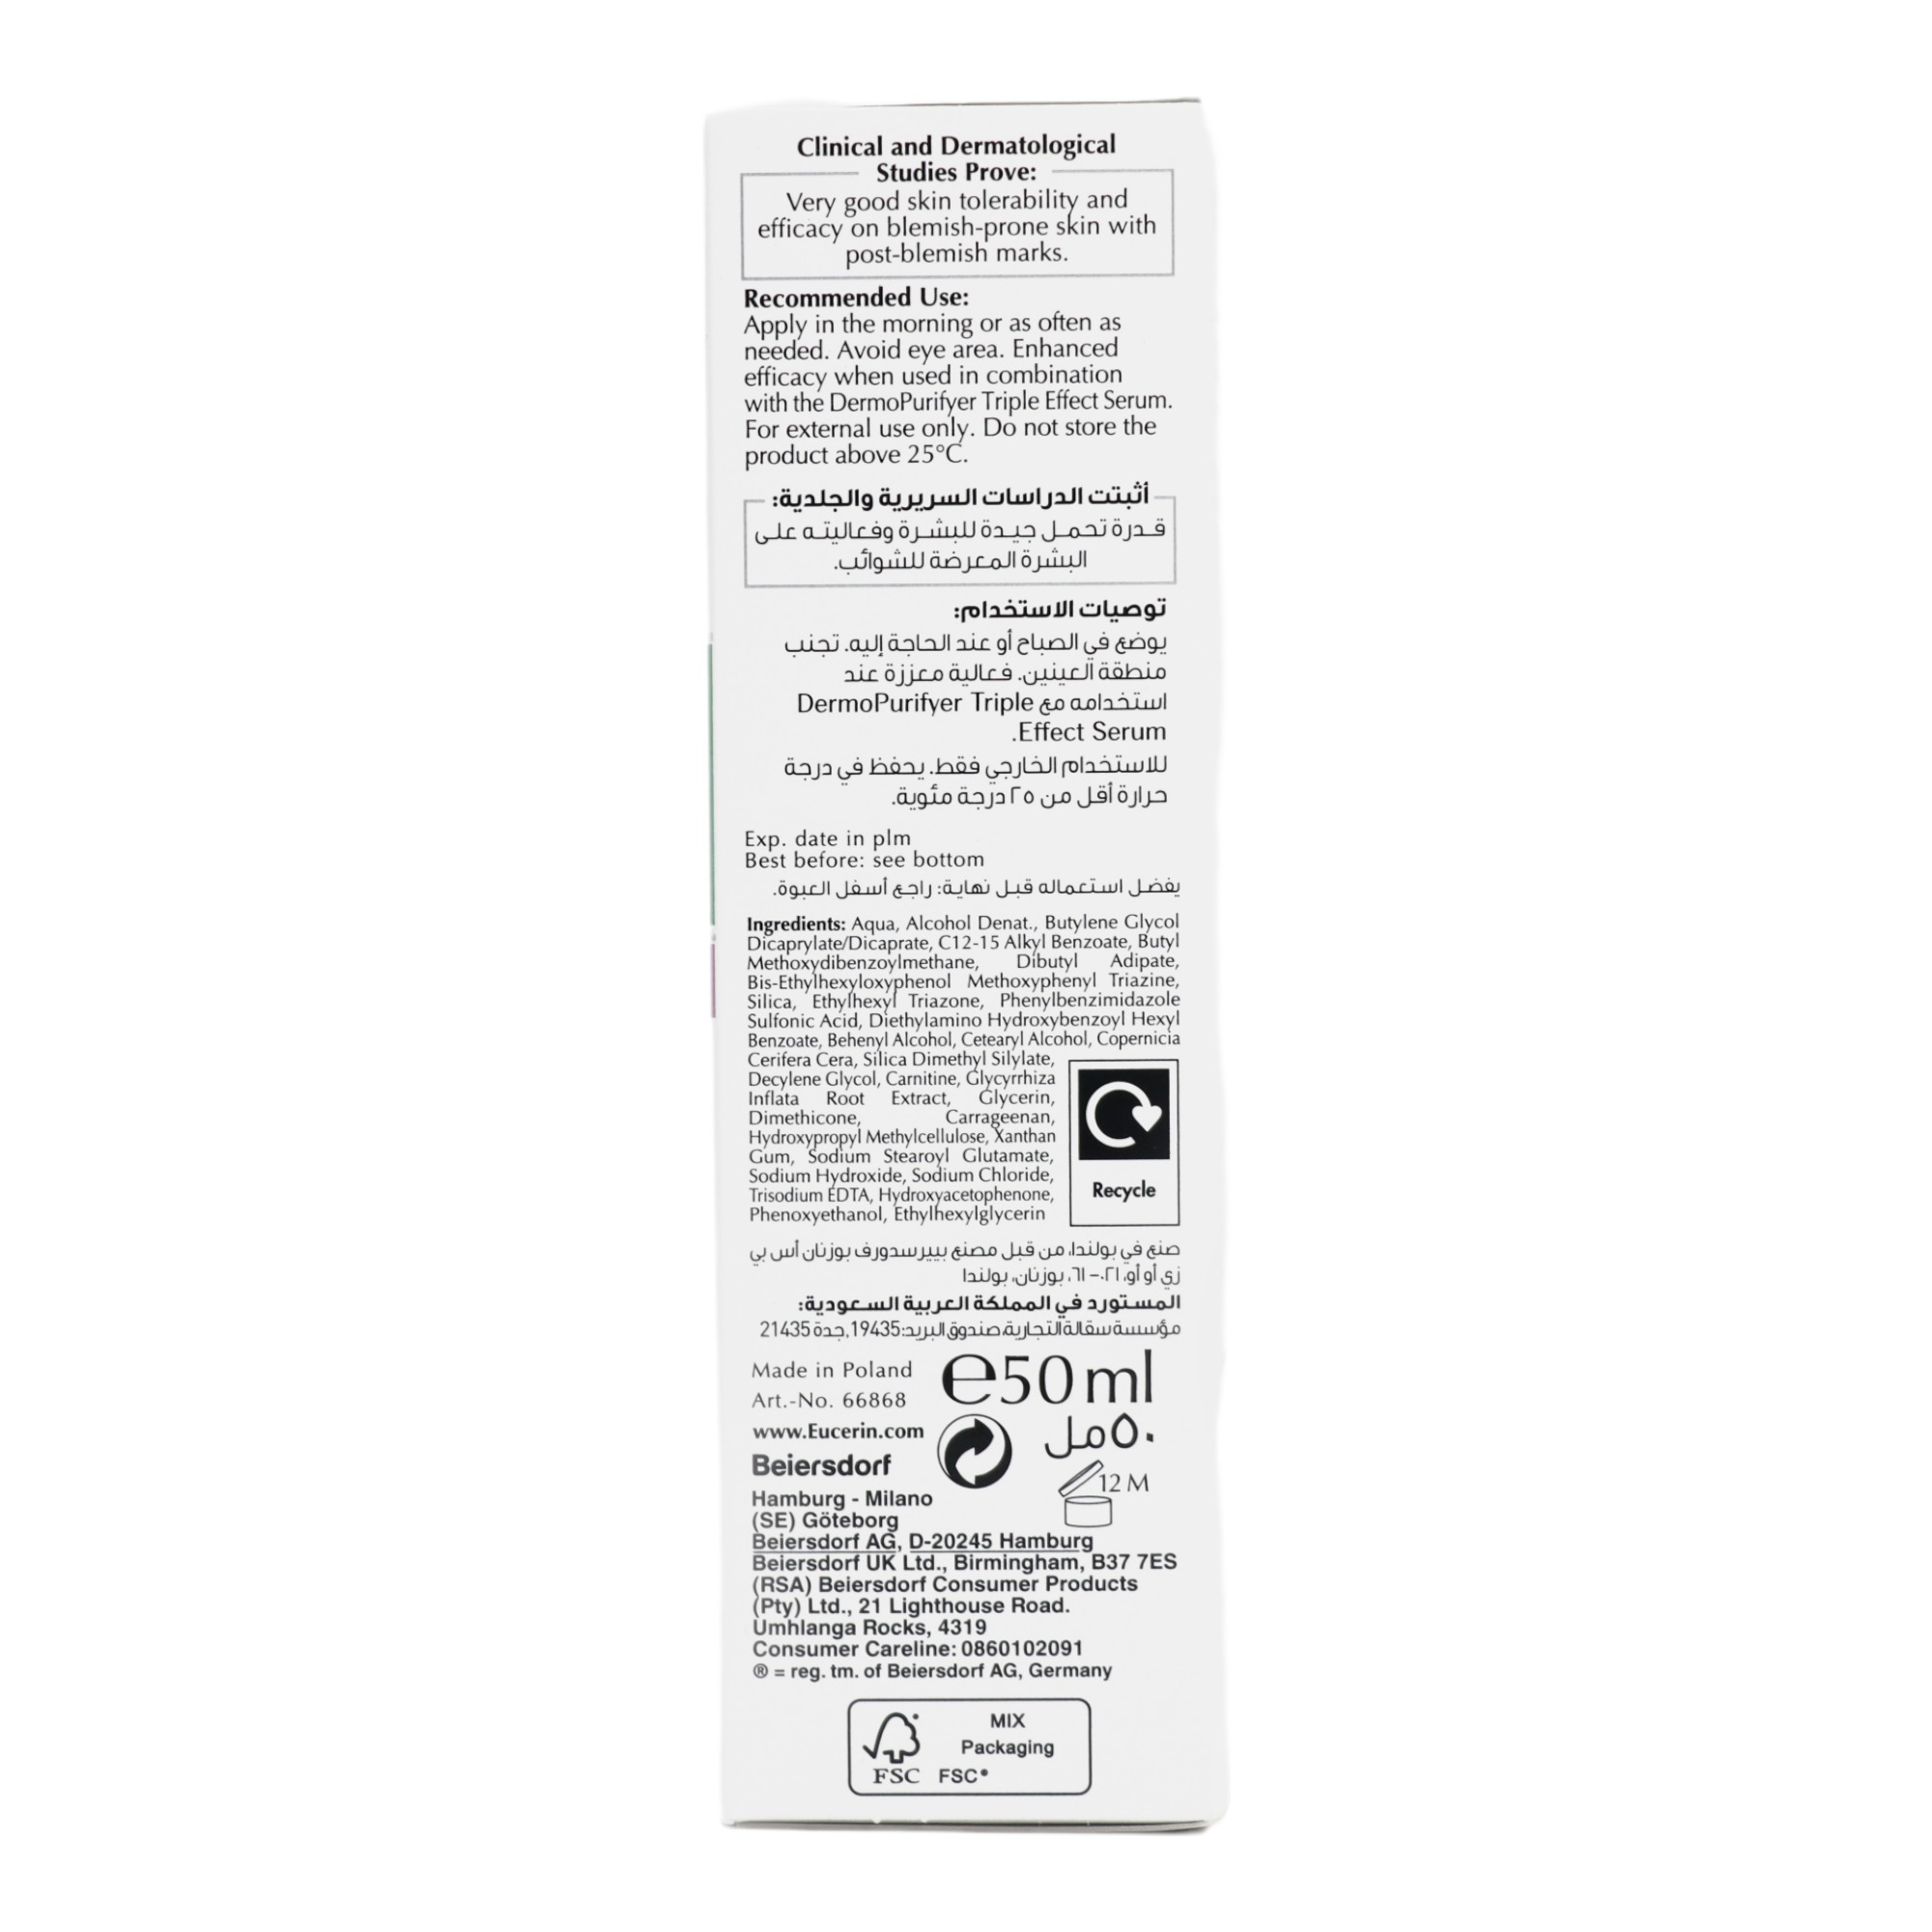 Clinical and Dermatological
Studies Prove:
Very good skin tolerability and
efficacy on blemish-prone skin with
post-blemish marks.
Recommended Use:
Apply in the morning or as often as
needed. Avoid eye area. Enhanced
efficacy when used in combination
with the DermoPurifyer Triple Effect Serum.
For external use only. Do not store the
product above 25°C.
أثبتت الدراسات السريرية والجلدية:
قدرة تحمل جيدة للبشرة وفعاليته على
البشرة المعرضة للشوائب.
توصيات الاستخدام:
يوضع في الصباح أو عند الحاجة إليه. تجنب
منطقة العينين. فعالية معززة عند
استخدامه مع DermoPurifyer Triple
Effect Serum.
للاستخدام الخارجي فقط. يحفظ في درجة
حرارة أقل من ٢٥ درجة مئوية.
Exp. date in plm
Best before: see bottom
يفضل استعماله قبل نهاية: راجع أسفل العبوة.
Ingredients: Aqua, Alcohol Denat., Butylene Glycol
Dicaprylate/Dicaprate, C12-15 Alkyl Benzoate, Butyl
Methoxydibenzoylmethane, Dibutyl Adipate,
Bis-Ethylhexyloxyphenol Methoxyphenyl Triazine,
Silica, Ethylhexyl Triazone, Phenylbenzimidazole
Sulfonic Acid, Diethylamino Hydroxybenzoyl Hexyl
Benzoate, Behenyl Alcohol, Cetearyl Alcohol, Copernicia
Cerifera Cera, Silica Dimethyl Silylate,
Decylene Glycol, Carnitine, Glycyrrhiza
Inflata Root Extract, Glycerin,
Dimethicone, Carrageenan,
Hydroxypropyl Methylcellulose, Xanthan
Gum, Sodium Stearoyl Glutamate,
Sodium Hydroxide, Sodium Chloride,
Trisodium EDTA, Hydroxyacetophenone,
Phenoxyethanol, Ethylhexylglycerin
Recycle
صنع في بولندا، من قبل مصنع بييرسدورف بوزنان أس بي
زي أو أو، ٠٢١-٦١، بوزنان، بولندا
المستورد في المملكة العربية السعودية:
مؤسسة سقالة التجارية، صندوق البريد: 19435, جدة 21435
Made in Poland
Art.-No. 66868
e50 ml
٥٠ مل
www.Eucerin.com
12 M
Beiersdorf
Hamburg - Milano
(SE) Göteborg
Beiersdorf AG, D-20245 Hamburg
Beiersdorf UK Ltd., Birmingham, B37 7ES
(RSA) Beiersdorf Consumer Products
(Pty) Ltd., 21 Lighthouse Road.
Umhlanga Rocks, 4319
Consumer Careline: 0860102091
® = reg. tm. of Beiersdorf AG, Germany
MIX
Packaging
FSC FSC®